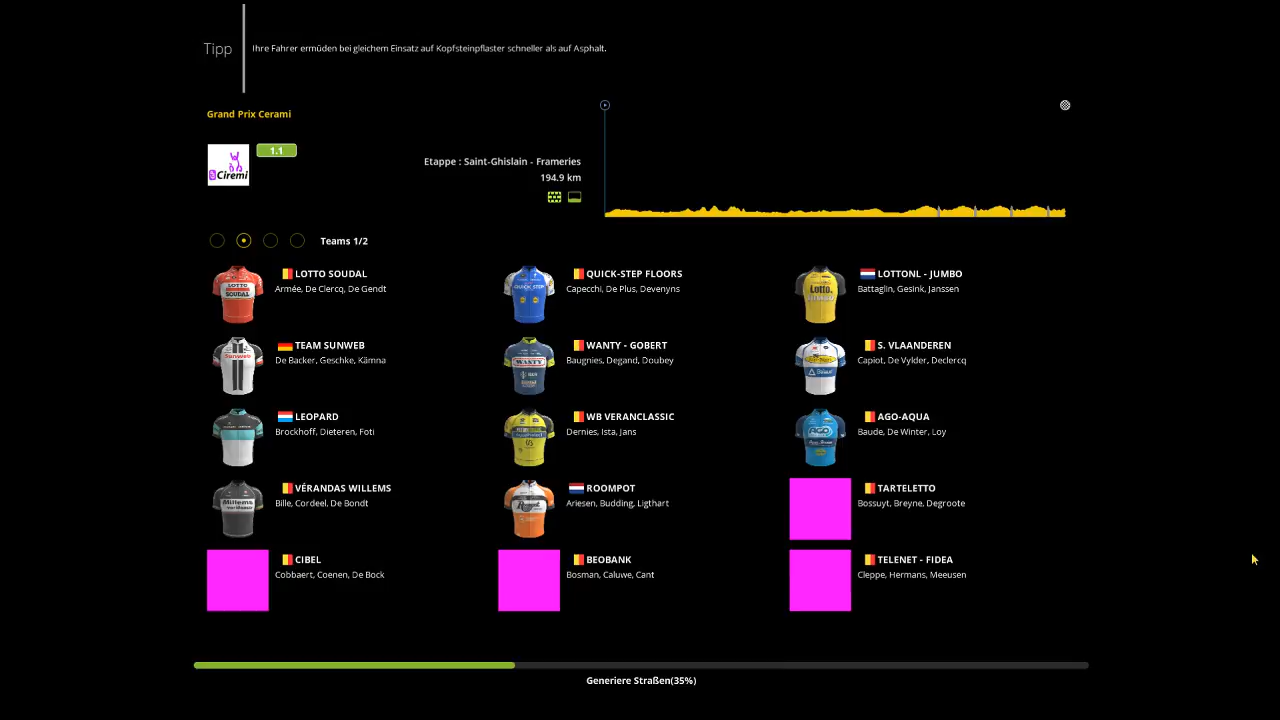 Tipp
Ihre Fahrer ermüden bei gleichem Einsatz auf Kopfsteinpflaster schneller als auf Asphalt.
Grand Prix Cerami
1.1
Ciremi
Etappe : Saint-Ghislain - Frameries
194.9 km
Teams 1/2
LOTTO SOUDAL
Armée, De Clercq, De Gendt
QUICK-STEP FLOORS
Capecchi, De Plus, Devenyns
LOTTONL - JUMBO
Battaglin, Gesink, Janssen
TEAM SUNWEB
De Backer, Geschke, Kämna
WANTY - GOBERT
Baugnies, Degand, Doubey
S. VLAANDEREN
Capiot, De Vylder, Declercq
LEOPARD
Brockhoff, Dieteren, Foti
WB VERANCLASSIC
Dernies, Ista, Jans
AGO-AQUA
Baude, De Winter, Loy
VÉRANDAS WILLEMS
Bille, Cordeel, De Bondt
ROOMPOT
Ariesen, Budding, Ligthart
TARTELETTO
Bossuyt, Breyne, Degroote
CIBEL
Cobbaert, Coenen, De Bock
BEOBANK
Bosman, Caluwe, Cant
TELENET - FIDEA
Cleppe, Hermans, Meeusen
Generiere Straßen(35%)